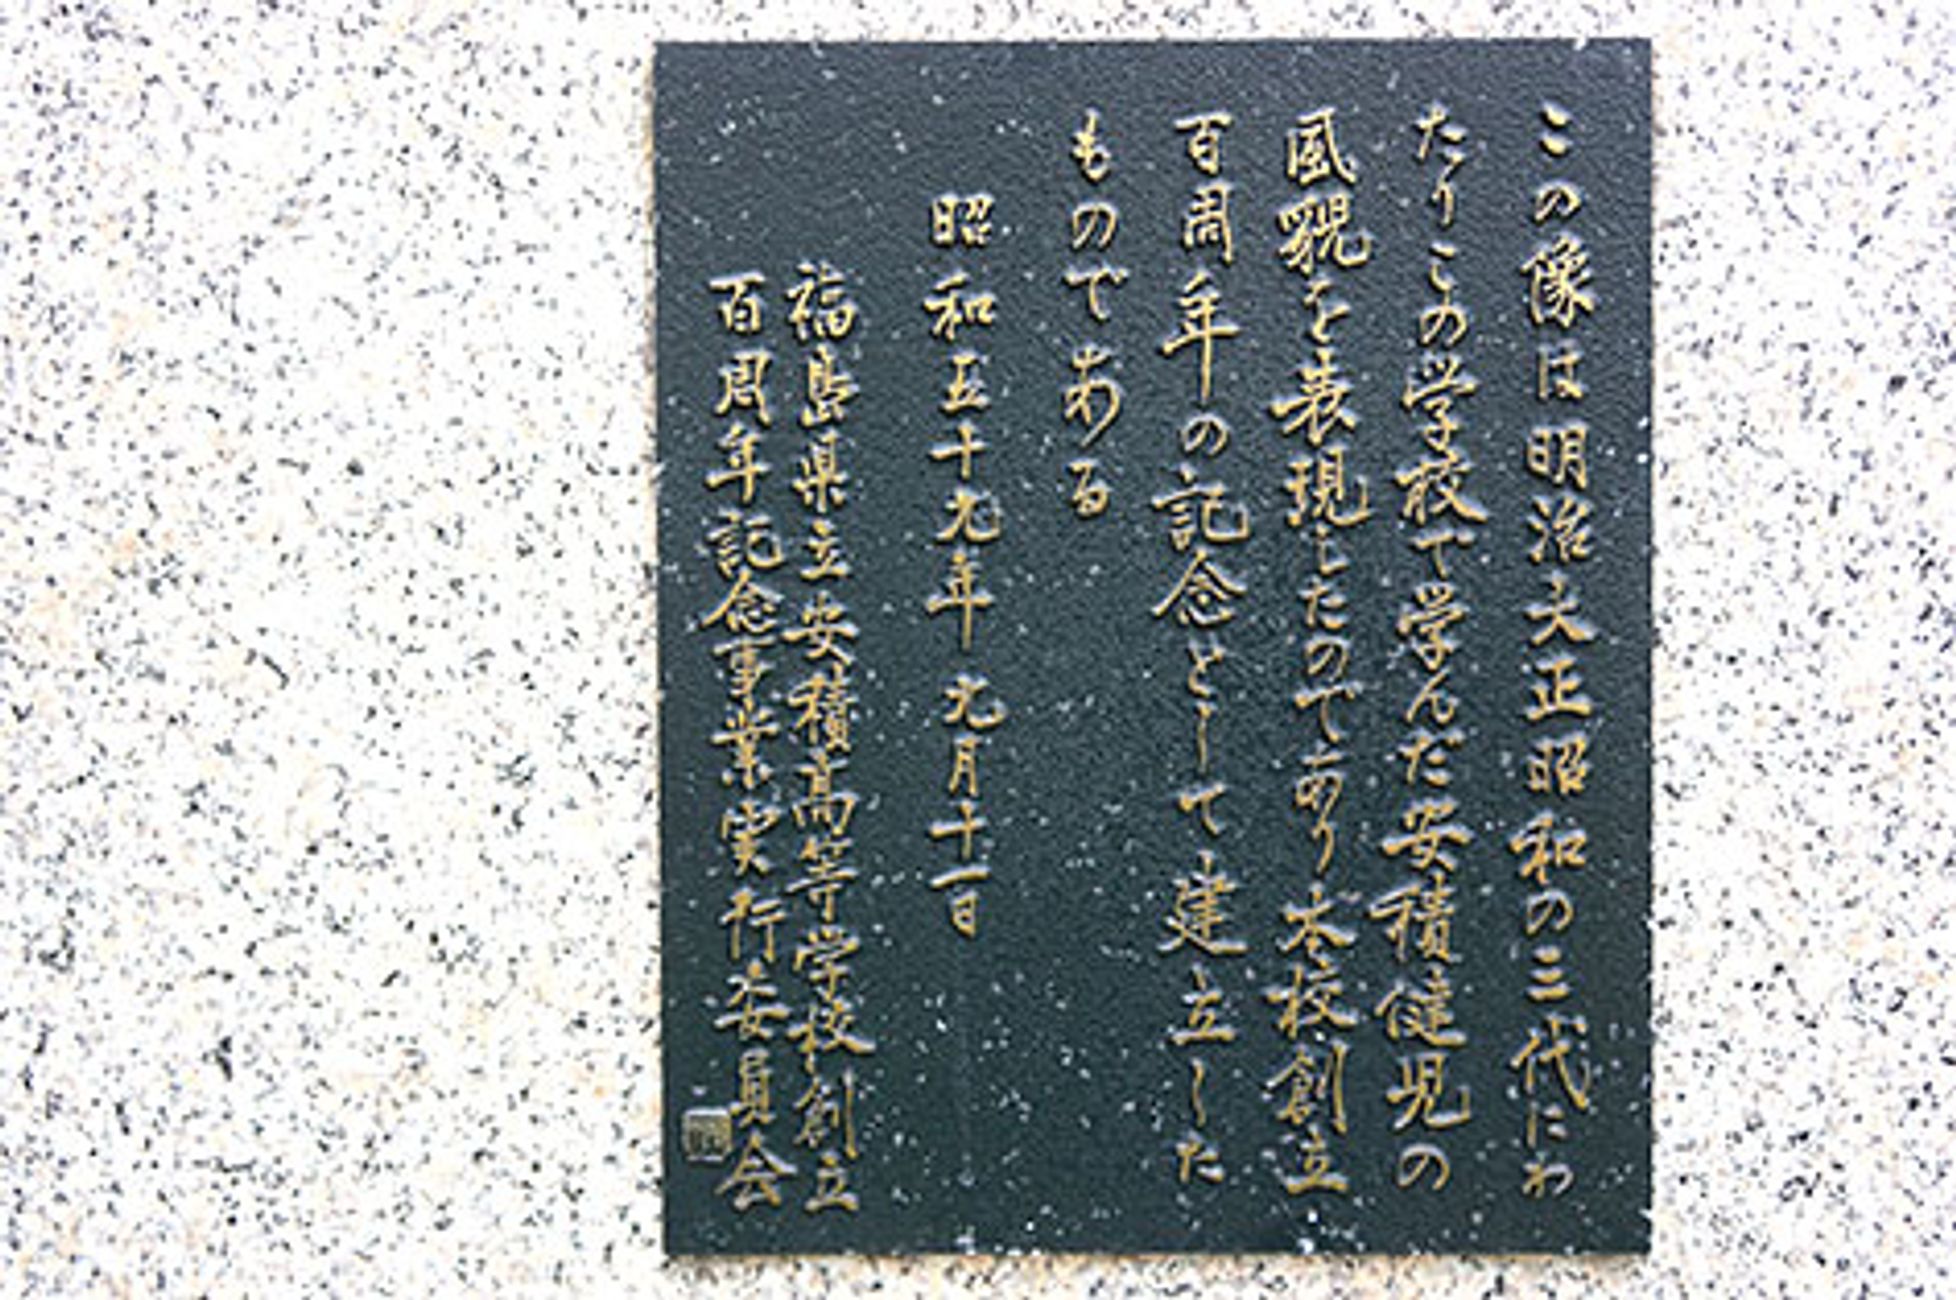 この像は明治大正昭和の三代にわ
たりこの学校で学んだ安積健児の
風貌を表現したのであり本校創立
百周年の記念として建立した
ものである
昭和五十九年九月十一日
福島県立安積高等学校創立
百周年記念事業実行委員会